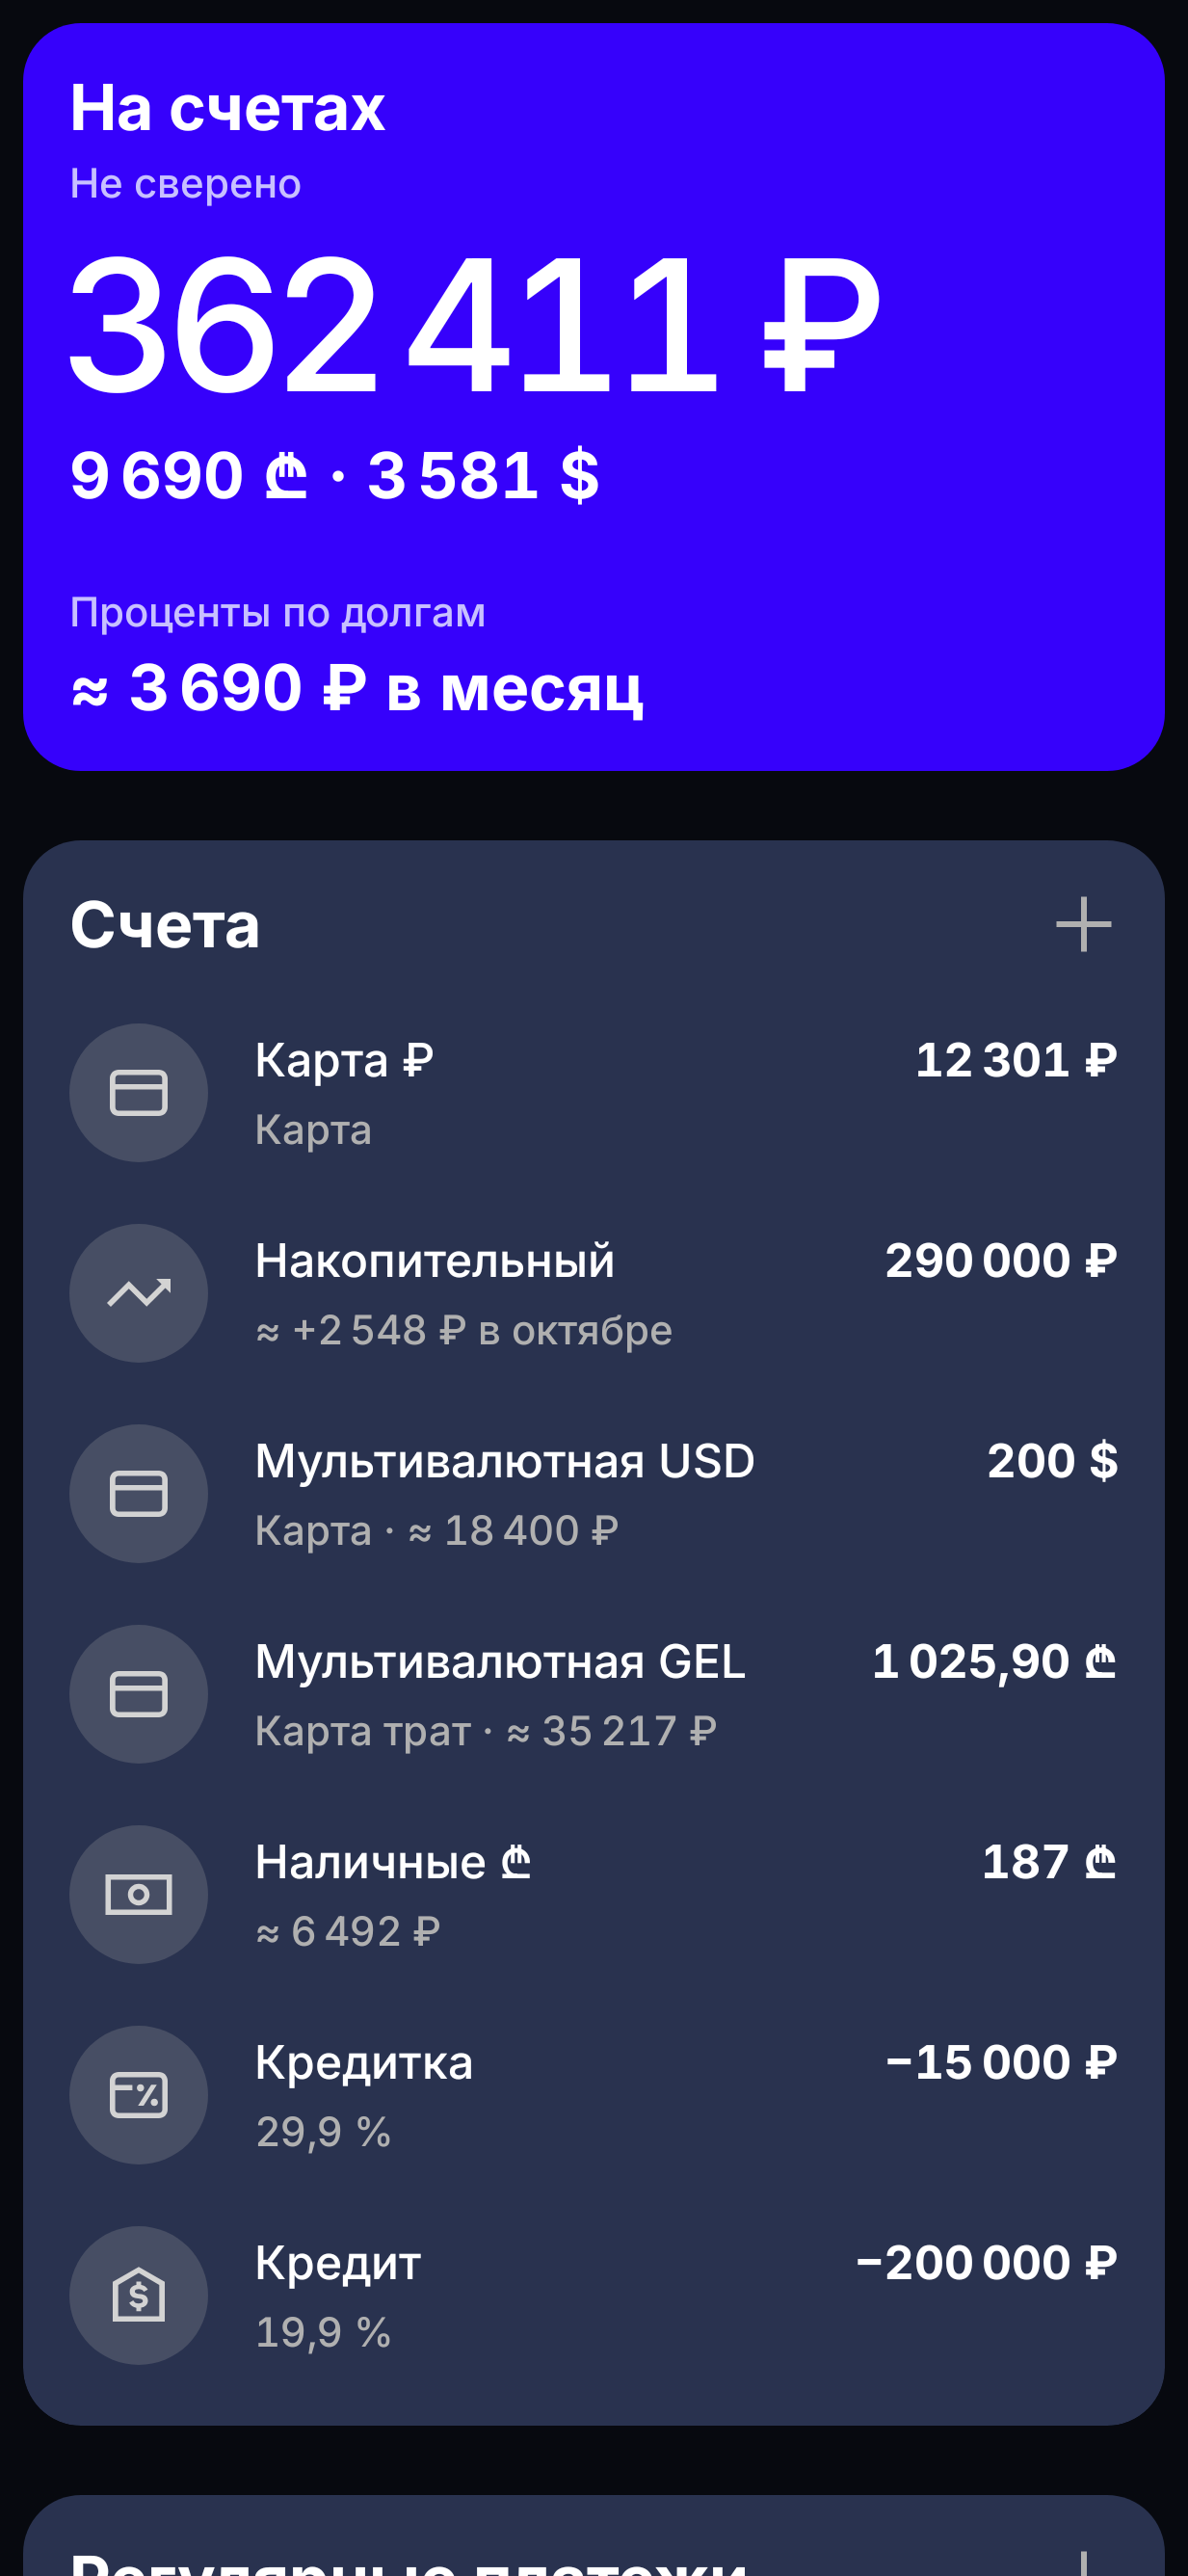 На счетах
Не сверено
362 411 ₽
9 690 ₾ · 3 581 $
Проценты по долгам
≈ 3 690 ₽ в месяц
Счета
Карта ₽
12 301 ₽
Карта
Накопительный
290 000 ₽
≈ +2 548 ₽ в октябре
Мультивалютная USD
200 $
Карта · ≈ 18 400 ₽
Мультивалютная GEL
1 025,90 ₾
Карта трат · ≈ 35 217 ₽
Наличные ₾
187 ₾
≈ 6 492 ₽
Кредитка
−15 000 ₽
29,9 %
Кредит
−200 000 ₽
19,9 %
Регулярные платежи